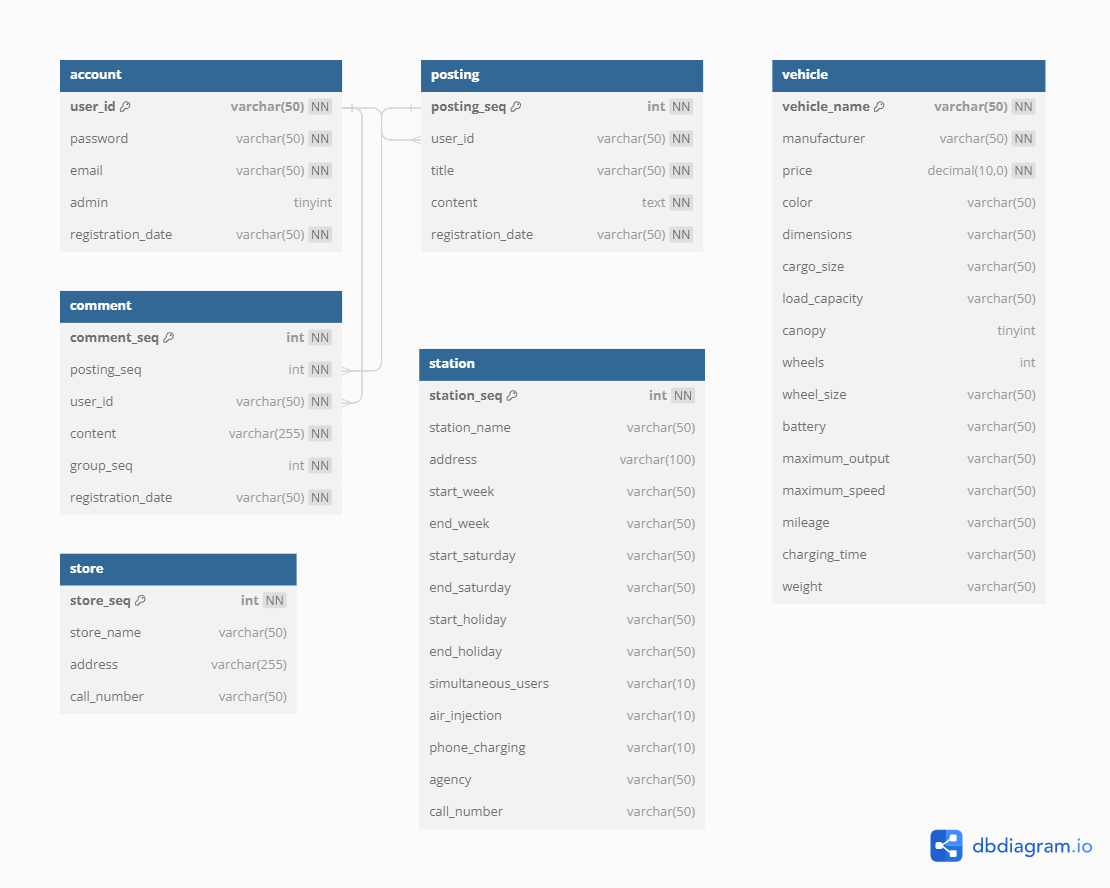 account
user_id varchar(50) NN
password varchar(50) NN
email varchar(50) NN
admin tinyint
registration_date varchar(50) NN
comment
comment_seq int NN
posting_seq int NN
user_id varchar(50) NN
content varchar(255) NN
group_seq int NN
registration_date varchar(50) NN
store
store_seq int NN
store_name varchar(50)
address varchar(255)
call_number varchar(50)
posting
posting_seq int NN
user_id varchar(50) NN
title varchar(50) NN
content text NN
registration_date varchar(50) NN
station
station_seq int NN
station_name varchar(50)
address varchar(100)
start_week varchar(50)
end_week varchar(50)
start_saturday varchar(50)
end_saturday varchar(50)
start_holiday varchar(50)
end_holiday varchar(50)
simultaneous_users varchar(10)
air_injection varchar(10)
phone_charging varchar(10)
agency varchar(50)
call_number varchar(50)
vehicle
vehicle_name varchar(50) NN
manufacturer varchar(50) NN
price decimal(10,0) NN
color varchar(50)
dimensions varchar(50)
cargo_size varchar(50)
load_capacity varchar(50)
canopy tinyint
wheels int
wheel_size varchar(50)
battery varchar(50)
maximum_output varchar(50)
maximum_speed varchar(50)
mileage varchar(50)
charging_time varchar(50)
weight varchar(50)
dbdiagram.io